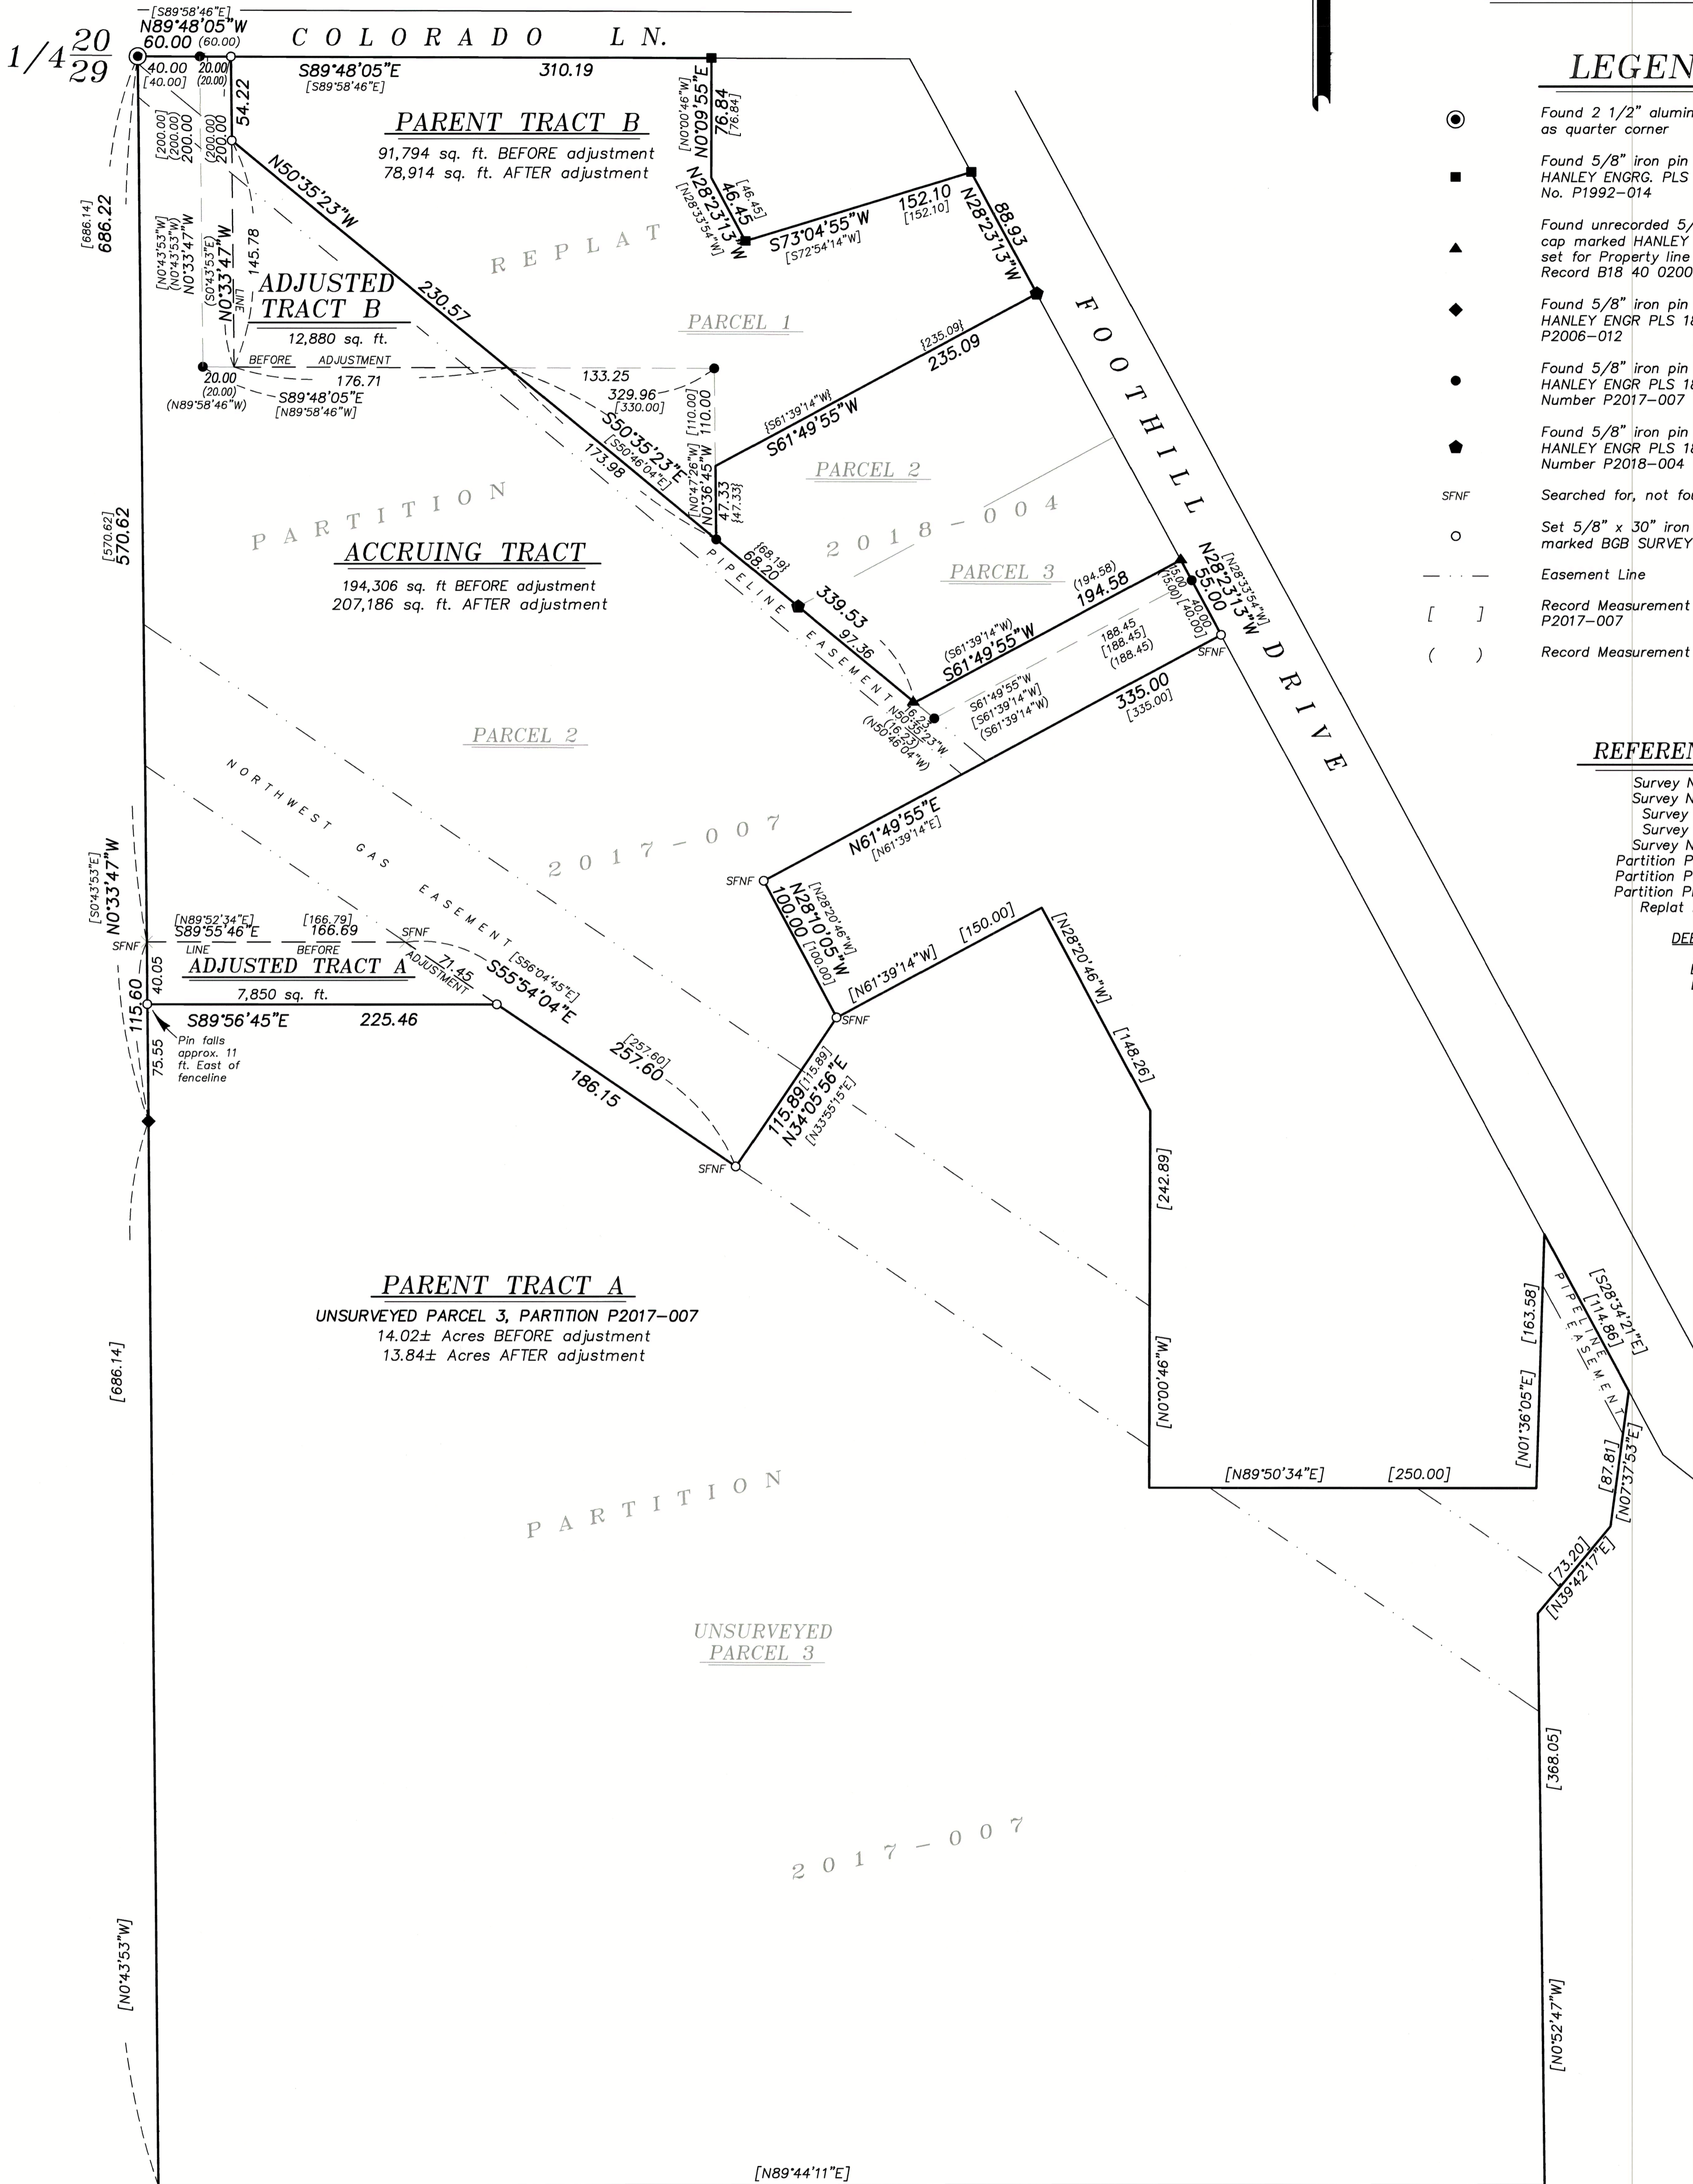 [S89°58'46"E]
N89°48'05"W
60.00 (60.00)
COLORADO LN.
1/4 20
29
40.00
[40.00]
20.00
(20.00)
S89°48'05"E 310.19
[S89°58'46"E]
54.22
[200.00]
(200.00)
200.00
(200.00)
200.00
PARENT TRACT B
91,794 sq. ft. BEFORE adjustment
78,914 sq. ft. AFTER adjustment
[N0°00'46"W]
N0°09'55"E
76.84
[76.84]
N28°23'13"W
[N28°33'54"W]
46.45
[46.45]
S73°04'55"W 152.10
[S72°54'14"W] [152.10]
88.93
N28°23'13"W
N50°35'23"W
230.57
[686.14]
686.22
[N0°43'53"W]
(N0°43'53"W)
N0°33'47"W
(S0°43'53"E)
N0°33'47"W
LINE
145.78
ADJUSTED
TRACT B
12,880 sq. ft.
BEFORE ADJUSTMENT
20.00
(20.00)
(N89°58'46"W)
176.71
S89°48'05"E
[N89°58'46"W]
133.25
329.96
[330.00]
REPLAT
PARCEL 1
{235.09}
235.09
{S61°39'14"W}
S61°49'55"W
[110.00]
110.00
[N0°47'26"W]
N0°36'45"W
47.33
{47.33}
S50°35'23"E
[S50°46'04"E]
173.98
PARCEL 2
2018-004
FOOTHILL DRIVE
PARTITION
ACCRUING TRACT
194,306 sq. ft BEFORE adjustment
207,186 sq. ft. AFTER adjustment
[570.62]
570.62
PIPELINE EASEMENT
{68.19}
68.20
339.53
97.36
PARCEL 3
(194.58)
194.58
(S61°39'14"W)
S61°49'55"W
15.00
(15.00)
40.00
[40.00]
N28°23'13"W
[N28°33'54"W]
55.00
SFNF
188.45
[188.45]
(188.45)
S61°49'55"W
[S61°39'14"W]
(S61°39'14"W)
16.23
(16.23)
N50°35'23"W
(N50°46'04"W)
335.00
[335.00]
N61°49'55"E
[N61°39'14"E]
PARCEL 2
2017-007
NORTHWEST GAS EASEMENT
[S0°43'53"E]
N0°33'47"W
SFNF
[N89°52'34"E] [166.79]
S89°55'46"E 166.69
SFNF
LINE BEFORE
ADJUSTMENT
71.45
[S56°04'45"E]
S55°54'04"E
ADJUSTED TRACT A
7,850 sq. ft.
40.05
115.60
75.55
S89°56'45"E 225.46
Pin falls
approx. 11
ft. East of
fenceline
[257.60]
257.60
186.15
SFNF
SFNF
[N28°20'46"W]
N28°10'05"W
100.00
[100.00]
SFNF
[N61°39'14"W] [150.00]
[N28°20'46"W]
[148.26]
115.89 [115.89]
N34°05'56"E
[N33°55'15"E]
[242.89]
[N0°00'46"W]
[N89°50'34"E] [250.00]
[163.58]
[N01°36'05"E]
[S28°34'21"E]
[114.86]
PIPELINE
EASEMENT
[87.81]
[N07°37'53"E]
[73.20]
[N39°42'17"E]
PARENT TRACT A
UNSURVEYED PARCEL 3, PARTITION P2017-007
14.02± Acres BEFORE adjustment
13.84± Acres AFTER adjustment
[686.14]
PARTITION
UNSURVEYED
PARCEL 3
2017-007
[368.05]
[N0°43'53"W]
[N0°52'47"W]
[N89°44'11"E]
LEGEN
Found 2 1/2" alumin
as quarter corner
Found 5/8" iron pin
HANLEY ENGRG. PLS
No. P1992-014
Found unrecorded 5/
cap marked HANLEY
set for Property line
Record B18 40 0200
Found 5/8" iron pin
HANLEY ENGR PLS 18
P2006-012
Found 5/8" iron pin
HANLEY ENGR PLS 18
Number P2017-007
Found 5/8" iron pin
HANLEY ENGR PLS 18
Number P2018-004
SFNF Searched for, not fou
Set 5/8" x 30" iron
marked BGB SURVEY
Easement Line
[ ] Record Measurement
P2017-007
( ) Record Measurement
REFEREN
Survey N
Survey N
Survey
Survey
Survey N
Partition P
Partition P
Partition P
Replat